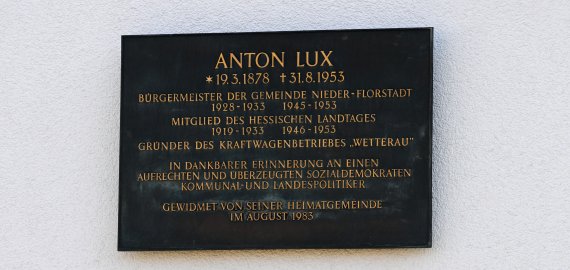 ANTON LUX
*19.3.1878 †31.8.1953
BÜRGERMEISTER DER GEMEINDE NIEDER-FLORSTADT
1928-1933 1945-1953
MITGLIED DES HESSISCHEN LANDTAGES
1919-1933 1946-1953
GRÜNDER DES KRAFTWAGENBETRIEBES „WETTERAU"
IN DANKBARER ERINNERUNG AN EINEN
AUFRECHTEN UND ÜBERZEUGTEN SOZIALDEMOKRATEN
KOMMUNAL-UND LANDESPOLITIKER
GEWIDMET VON SEINER HEIMATGEMEINDE
IM AUGUST 1983